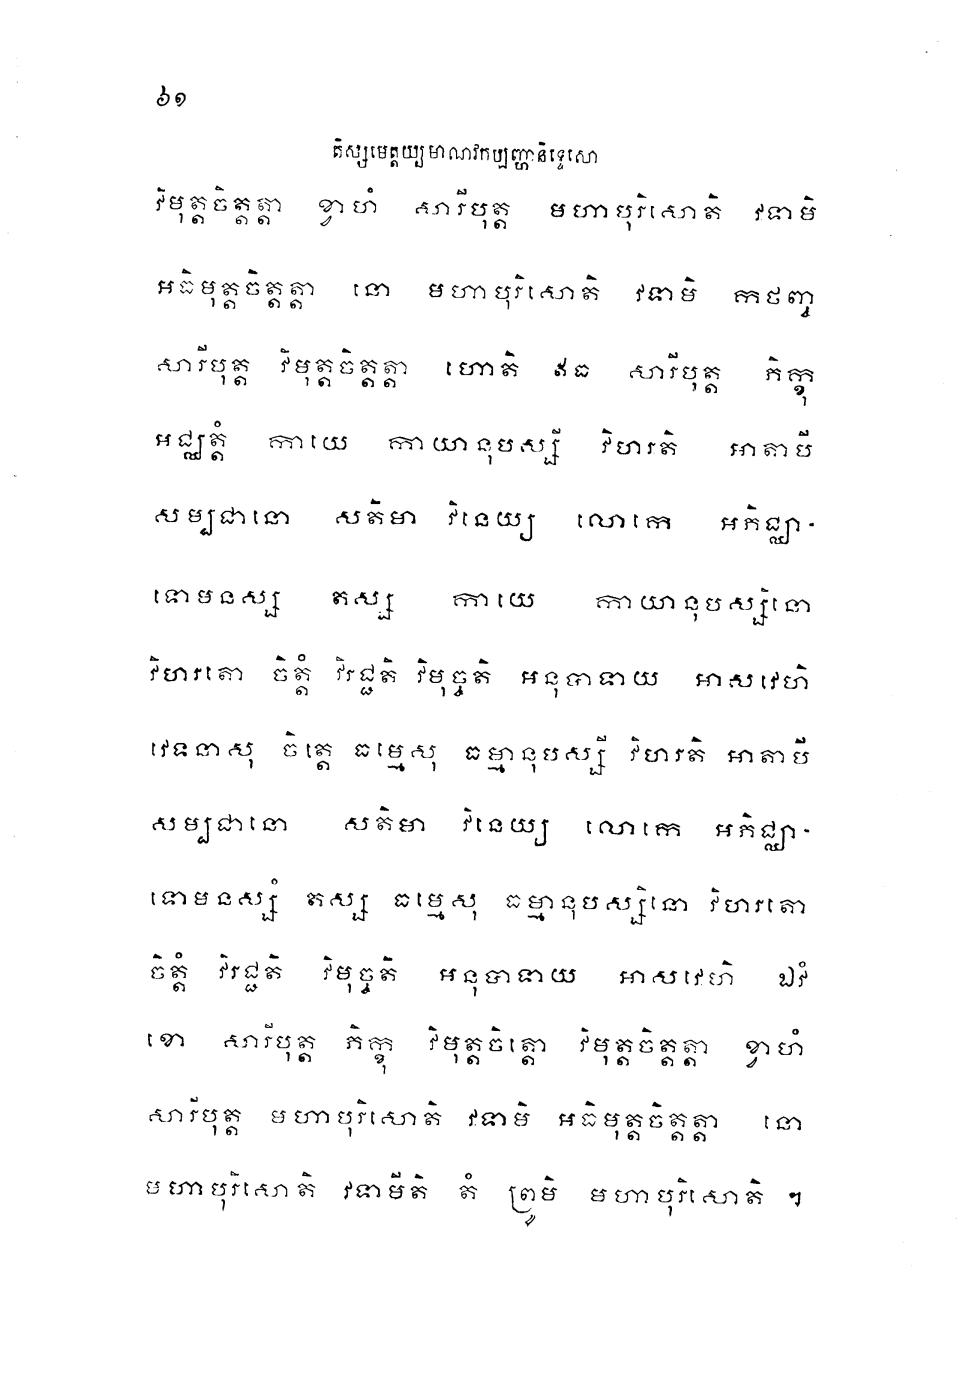 ៦១
តិស្សមេត្តយ្យមាណវកប្បញ្ហានិទ្ទេសោ
វិមុត្តចិត្តត្តា ខ្វាហំ សារីបុត្ត មហាបុរិសោតិ វទាមិ
អធិមុត្តចិត្តត្តា នោ មហាបុរិសោតិ វទាមិ កថញ្ច
សារីបុត្ត វិមុត្តចិត្តត្តា ហោតិ ឥធ សារីបុត្ត ភិក្ខុ
អជ្ឈត្តំ កាយេ កាយានុបស្សី វិហរតិ អាតាបី
សម្បជានោ សតិមា វិនេយ្យ លោកេ អភិជ្ឈា-
ទោមនស្ស តស្ស កាយេ កាយានុបស្សិនោ
វិហរតោ ចិត្តំ វិរជ្ជតិ វិមុច្ចតិ អនុបាទាយ អាសវេហិ
វេទនាសុ ចិត្តេ ធម្មេសុ ធម្មានុបស្សី វិហរតិ អាតាបី
សម្បជានោ សតិមា វិនេយ្យ លោកេ អភិជ្ឈា-
ទោមនស្សំ តស្ស ធម្មេសុ ធម្មានុបស្សិនោ វិហរតោ
ចិត្តំ វិរជ្ជតិ វិមុច្ចតិ អនុបាទាយ អាសវេហិ ឯវំ
ខោ សារីបុត្ត ភិក្ខុ វិមុត្តចិត្តោ វិមុត្តចិត្តត្តា ខ្វាហំ
សារីបុត្ត មហាបុរិសោតិ វទាមិ អធិមុត្តចិត្តត្តា នោ
មហាបុរិសោតិ វទាមីតិ តំ ព្រូមិ មហាបុរិសោតិ ។